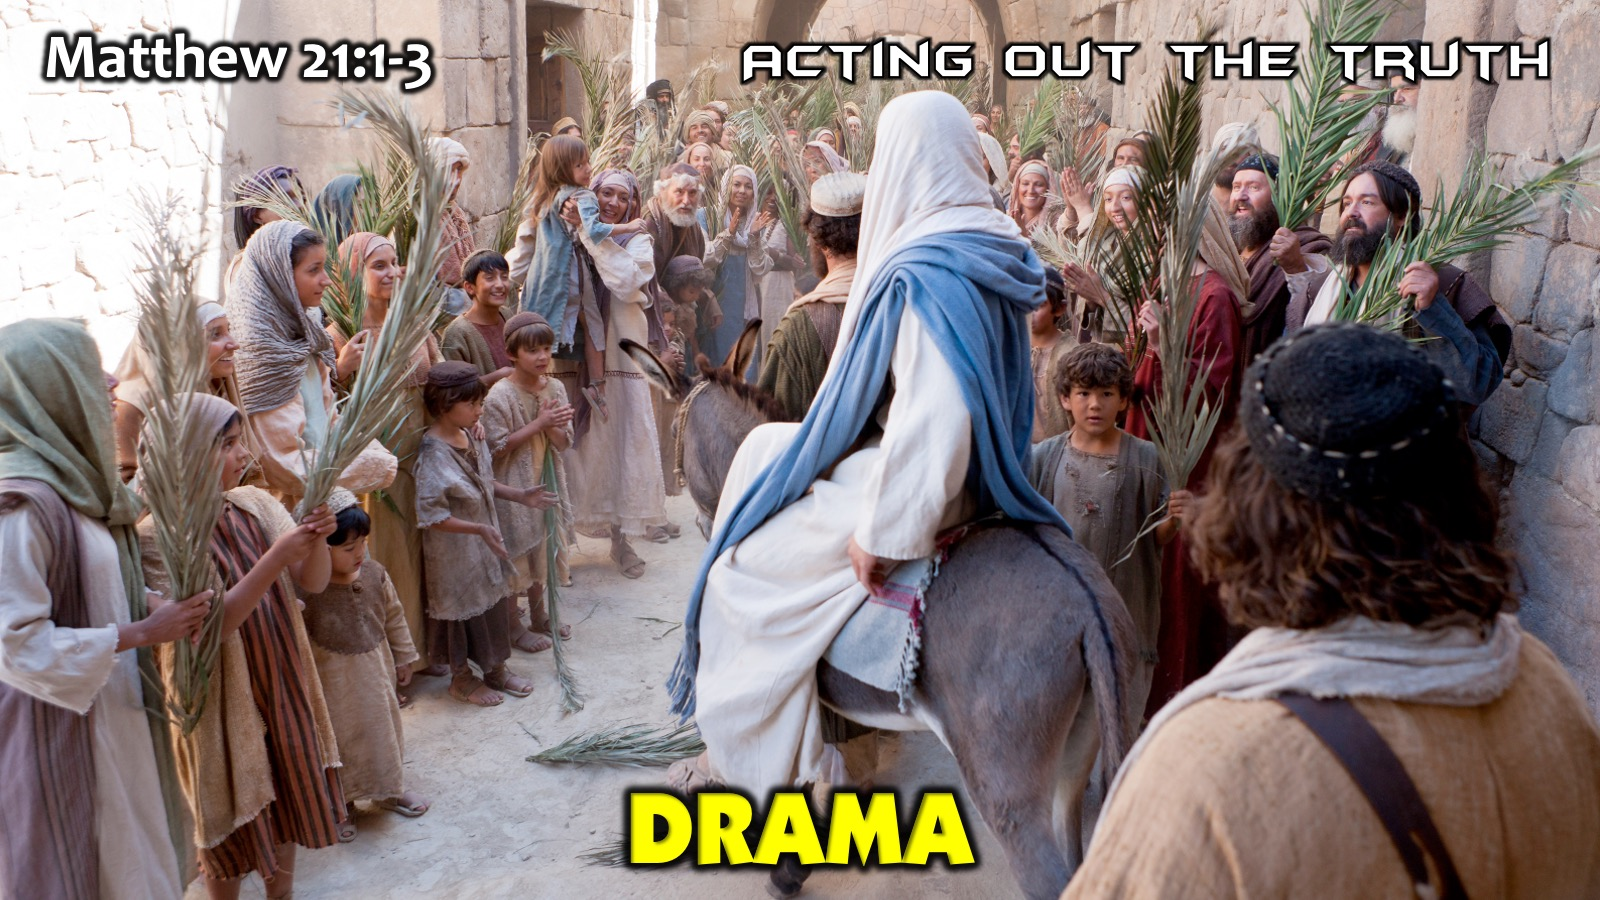 Matthew 21:1-3
ACTING OUT THE TRUTH
DRAMA